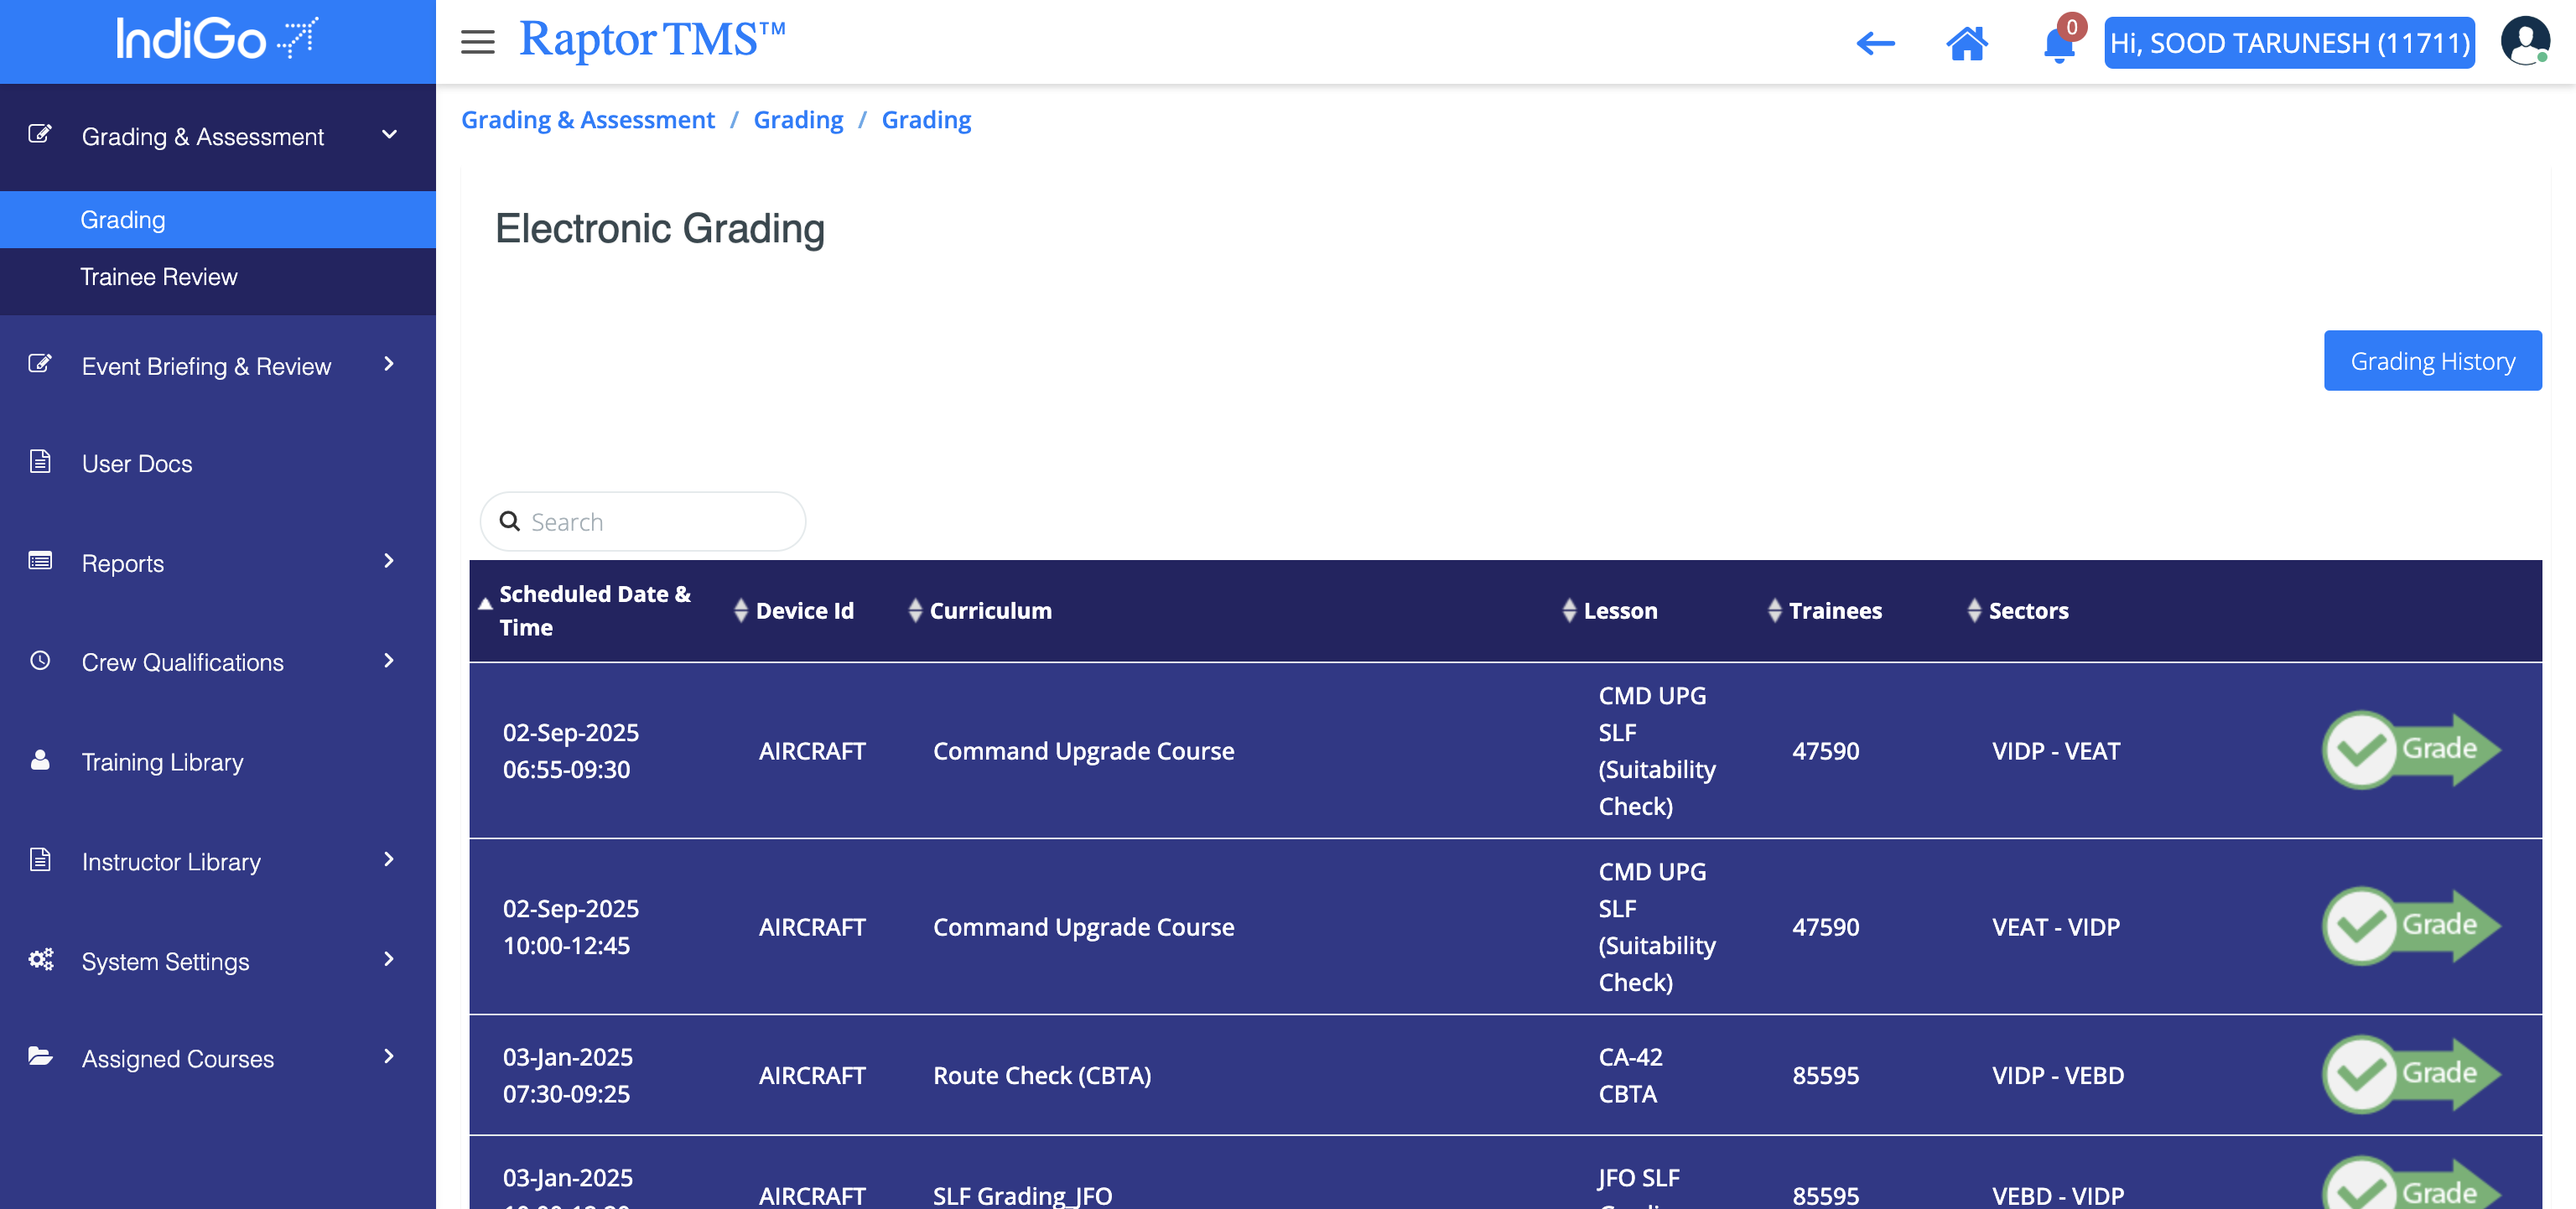 IndiGo
Raptor TMS™
0
Hi, SOOD TARUNESH (11711)
Grading & Assessment
Grading
Trainee Review
Event Briefing & Review
User Docs
Reports
Crew Qualifications
Training Library
Instructor Library
System Settings
Assigned Courses
Grading & Assessment / Grading / Grading
Electronic Grading
Grading History
Search
Scheduled Date &
Time
Device Id
Curriculum
Lesson
Trainees
Sectors
02-Sep-2025
06:55-09:30
AIRCRAFT
Command Upgrade Course
CMD UPG
SLF
(Suitability
Check)
47590
VIDP - VEAT
Grade
02-Sep-2025
10:00-12:45
AIRCRAFT
Command Upgrade Course
CMD UPG
SLF
(Suitability
Check)
47590
VEAT - VIDP
Grade
03-Jan-2025
07:30-09:25
AIRCRAFT
Route Check (CBTA)
CA-42
CBTA
85595
VIDP - VEBD
Grade
03-Jan-2025
AIRCRAFT
SLF Grading_JFO
JFO SLF
85595
VEBD - VIDP
Grade